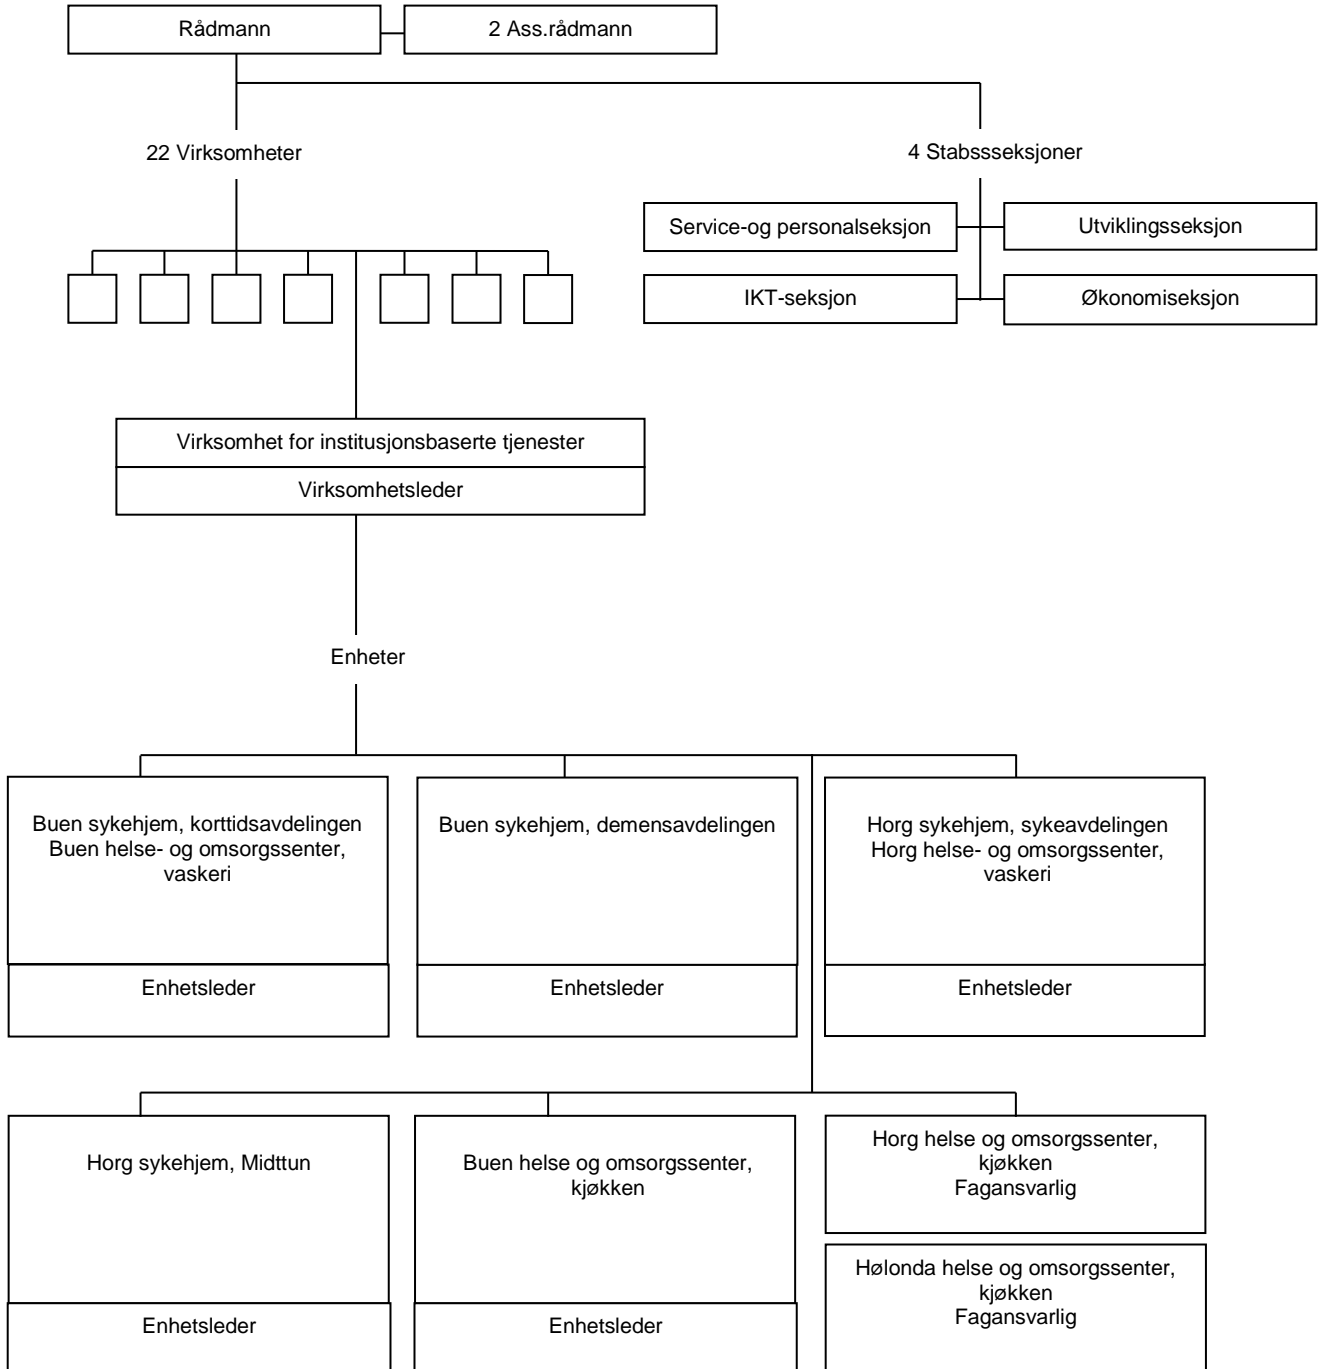 Rådmann
2 Ass.rådmann
22 Virksomheter
4 Stabssseksjoner
Service-og personalseksjon
Utviklingsseksjon
IKT-seksjon
Økonomiseksjon
Virksomhet for institusjonsbaserte tjenester
Virksomhetsleder
Enheter
Buen sykehjem, korttidsavdelingen
Buen helse- og omsorgssenter,
vaskeri
Enhetsleder
Buen sykehjem, demensavdelingen
Enhetsleder
Horg sykehjem, sykeavdelingen
Horg helse- og omsorgssenter,
vaskeri
Enhetsleder
Horg sykehjem, Midttun
Enhetsleder
Buen helse og omsorgssenter,
kjøkken
Enhetsleder
Horg helse og omsorgssenter,
kjøkken
Fagansvarlig
Hølonda helse og omsorgssenter,
kjøkken
Fagansvarlig